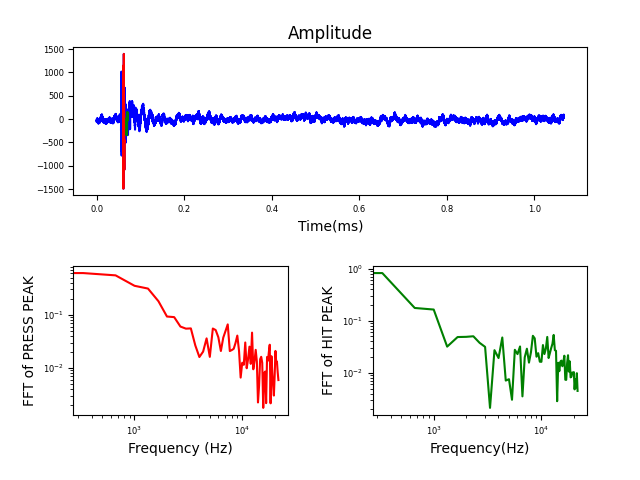 Amplitude
1500
1000
500
0
−500
−1000
−1500
0.0 0.2 0.4 0.6 0.8 1.0
Time(ms)
FFT of PRESS PEAK
10⁻¹
10⁻²
10³ 10⁴
Frequency (Hz)
FFT of HIT PEAK
10⁰
10⁻¹
10⁻²
10³ 10⁴
Frequency(Hz)